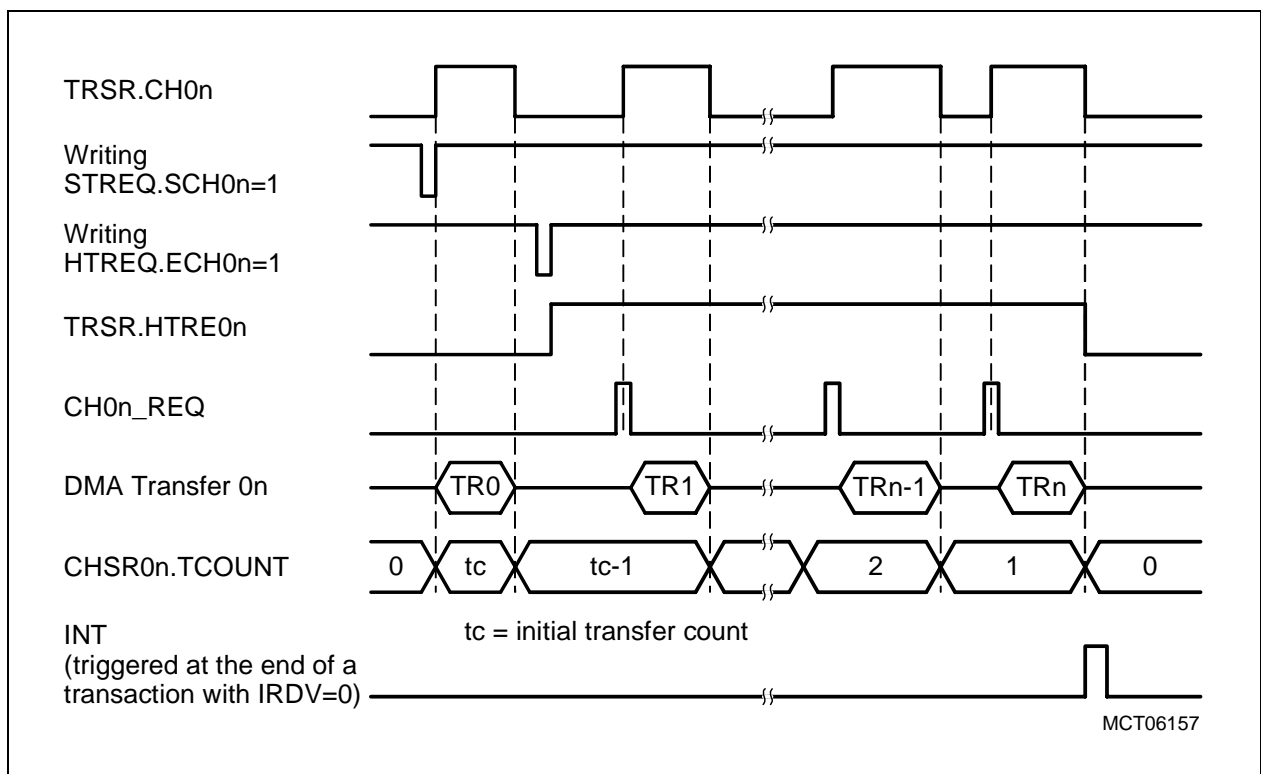 TRSR.CH0n
Writing
STREQ.SCH0n=1
Writing
HTREQ.ECH0n=1
TRSR.HTRE0n
CH0n_REQ
DMA Transfer 0n
TR0 TR1 TRn-1 TRn
CHSR0n.TCOUNT
0 tc tc-1 2 1 0
tc = initial transfer count
INT
(triggered at the end of a
transaction with IRDV=0)
MCT06157